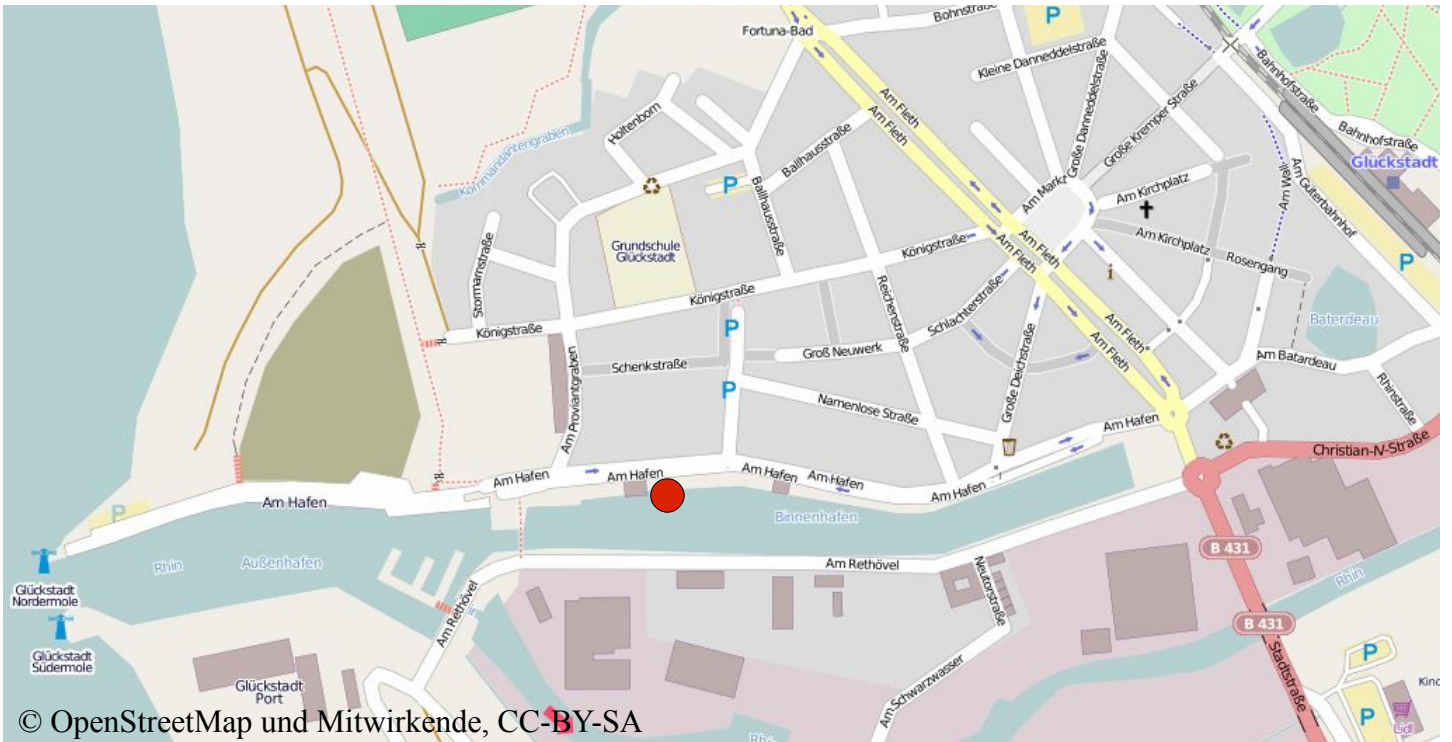 Fortuna-Bad
Bohnstraße
P
Kleine Danneddelstraße
Große Danneddelstraße
Große Kremper Straße
Bahnhofstraße
Bahnhofstraße
Glückstadt
Am Güterbahnhof
Am Wall
P
Am Fleth
Am Fleth
Holtenborn
Kommandantengraben
Ballhausstraße
Ballhausstraße
P
Am Markt
Am Kirchplatz
Am Kirchplatz
Rosengang
i
Baterdeau
Stormarnstraße
Grundschule
Glückstadt
Königstraße
Königstraße
Königstraße
Am Fleth
Am Fleth
Reichenstraße
Schlachterstraße
P
Schenkstraße
Groß Neuwerk
Große Deichstraße
Am Fleth
Am Fleth
Am Batardeau
Rhinstraße
P
Namenlose Straße
Am Proviantgraben
Am Hafen
Christian-IV-Straße
Am Hafen
Am Hafen
Am Hafen
Am Hafen
Am Hafen
Am Hafen
P
Binnenhafen
Rhin
Außenhafen
Am Rethövel
Am Rethövel
Neutorstraße
B 431
Rhin
Glückstadt
Nordermole
Glückstadt
Südermole
B 431
Stadtstraße
Glückstadt
Port
Am Schwarzwasser
P
P
Lidl
© OpenStreetMap und Mitwirkende, CC-BY-SA